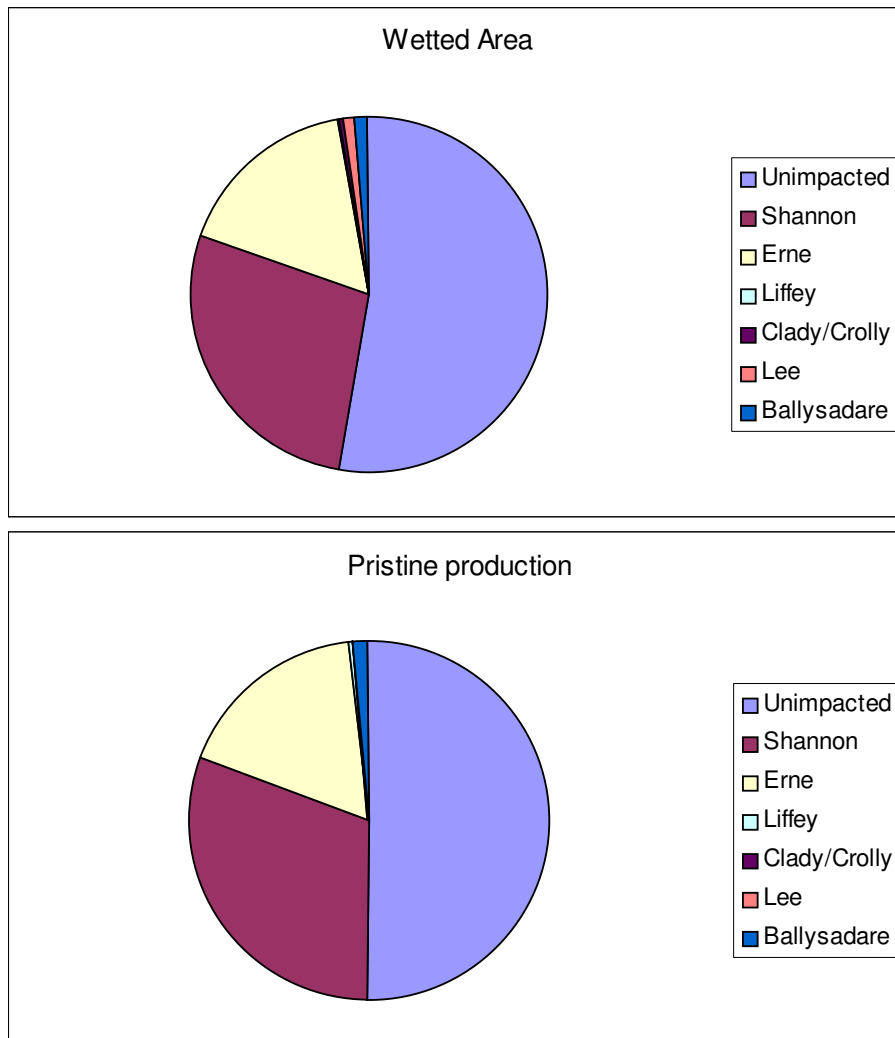 Wetted Area
Unimpacted
Shannon
Erne
Liffey
Clady/Crolly
Lee
Ballysadare
Pristine production
Unimpacted
Shannon
Erne
Liffey
Clady/Crolly
Lee
Ballysadare